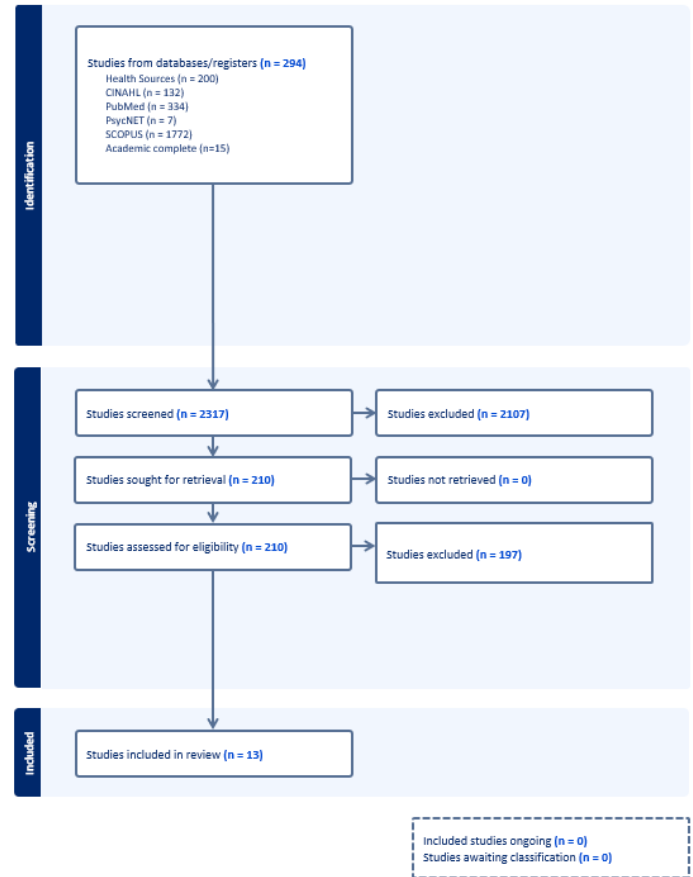 Identification
Studies from databases/registers (n = 294)
Health Sources (n = 200)
CINAHL (n = 132)
PubMed (n = 334)
PsycNET (n = 7)
SCOPUS (n = 1772)
Academic complete (n=15)
Screening
Studies screened (n = 2317)
Studies excluded (n = 2107)
Studies sought for retrieval (n = 210)
Studies not retrieved (n = 0)
Studies assessed for eligibility (n = 210)
Studies excluded (n = 197)
Included
Studies included in review (n = 13)
Included studies ongoing (n = 0)
Studies awaiting classification (n = 0)